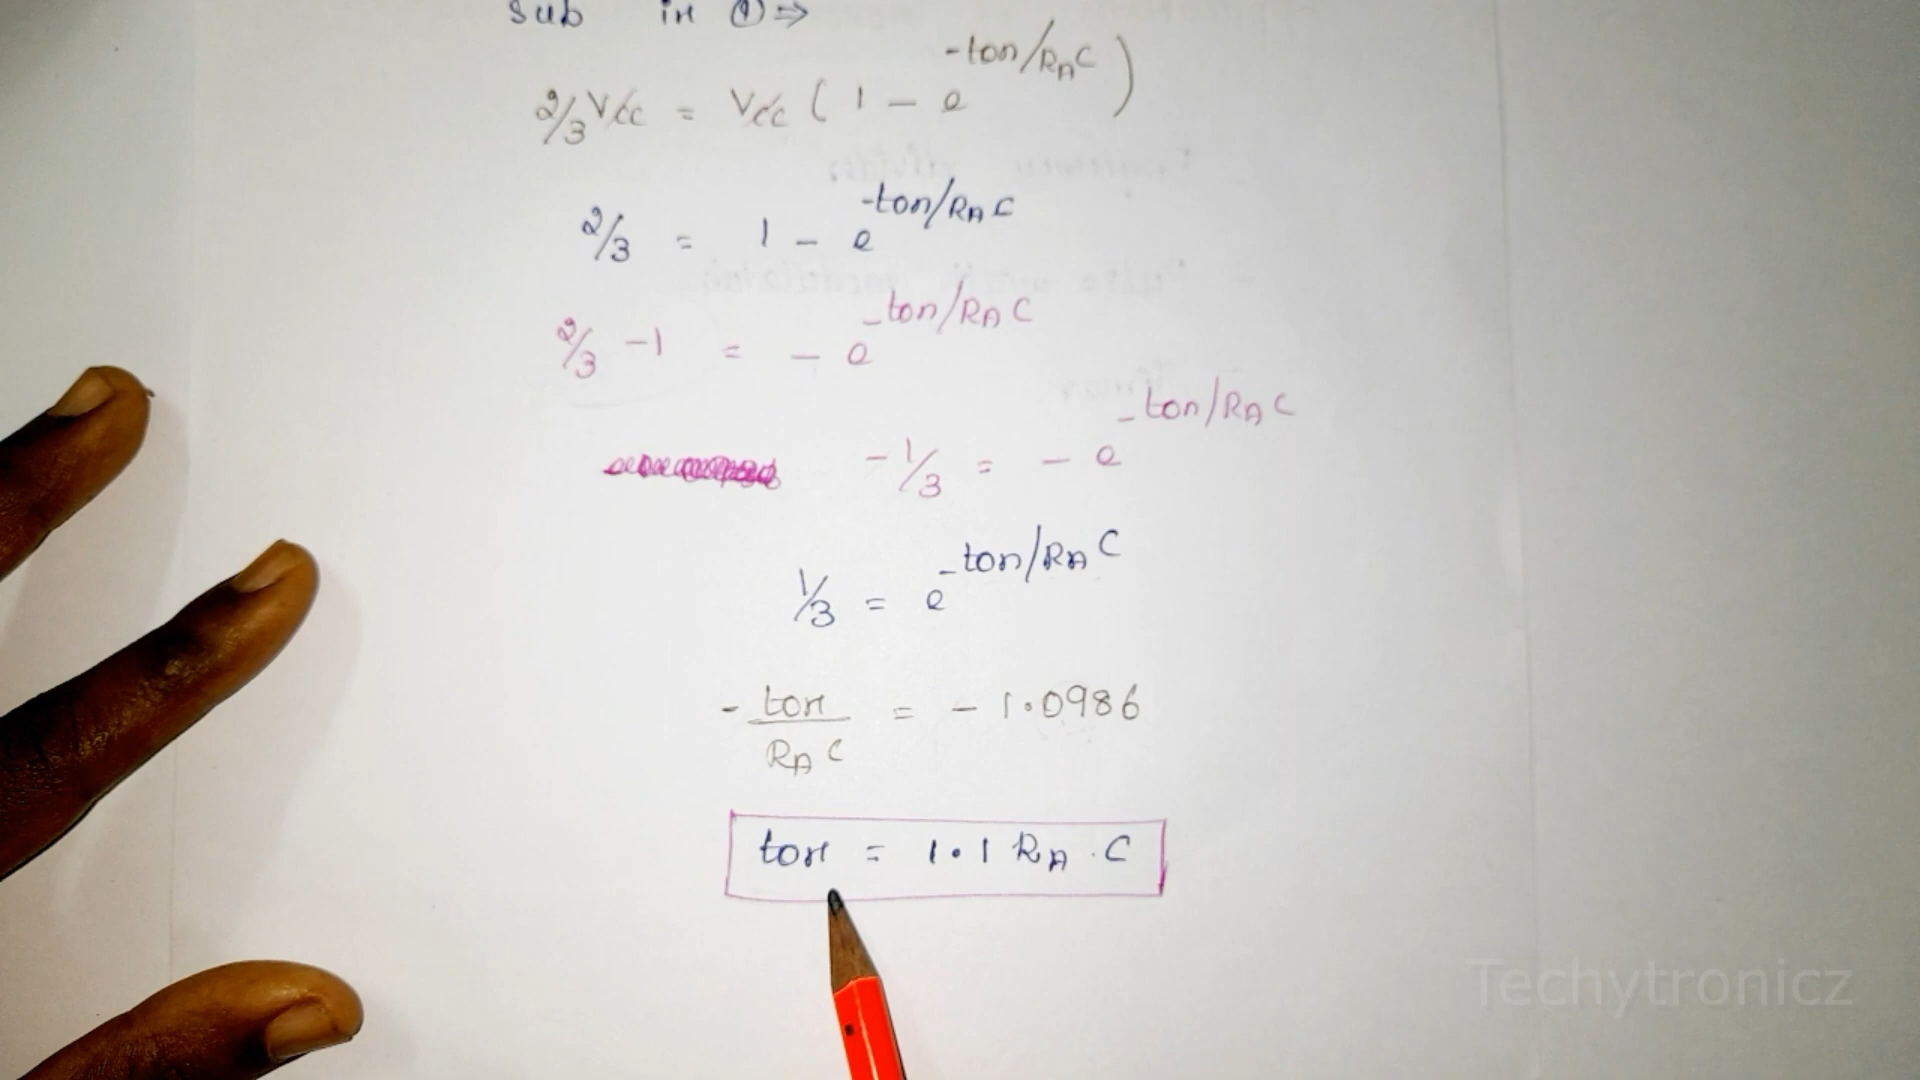 Sub in ①⇒
2/3 Vcc = Vcc ( 1 - e^-ton/RAC )
2/3 = 1 - e^-ton/RAC
2/3 -1 = - e^-ton/RAC
-1/3 = - e^-ton/RAC
1/3 = e^-ton/RAC
- ton/RAC = - 1.0986
ton = 1.1 RA . C
Techytronicz